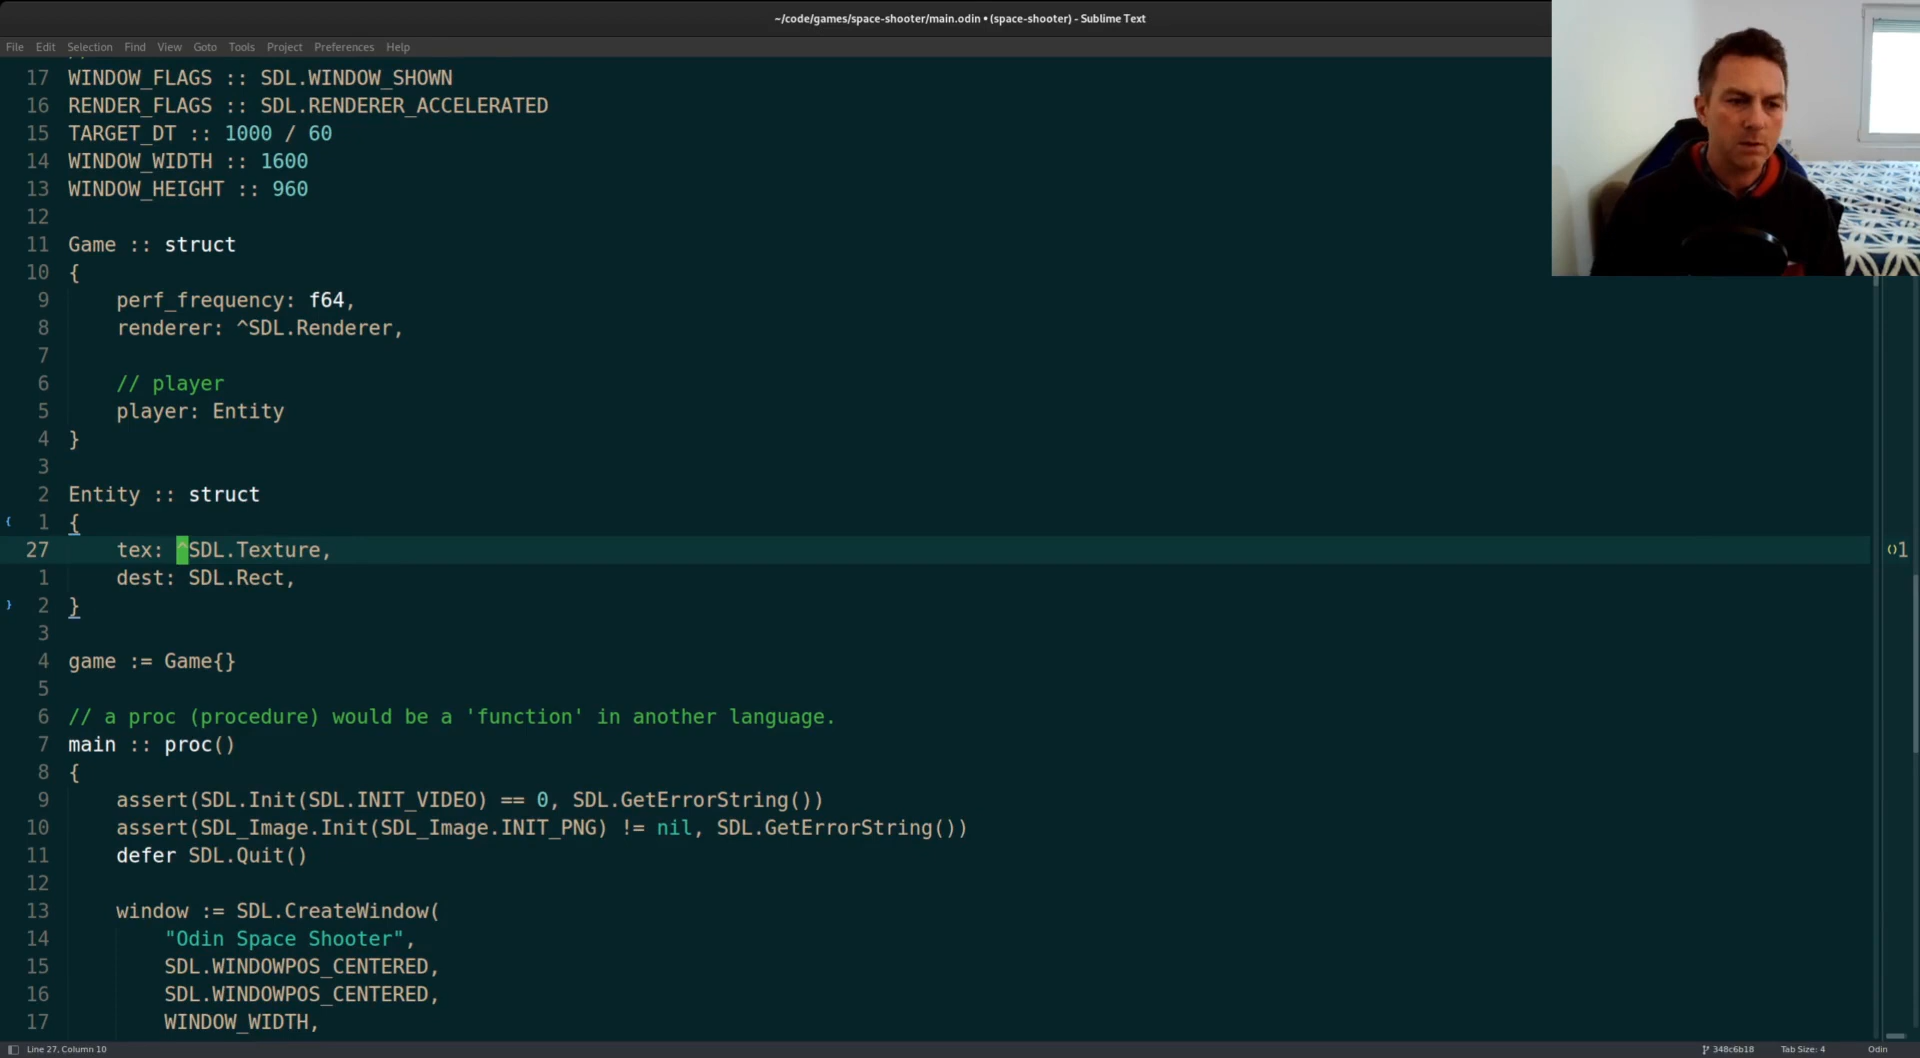 ~/code/games/space-shooter/main.odin • (space-shooter) - Sublime Text
File Edit Selection Find View Goto Tools Project Preferences Help
17 WINDOW_FLAGS :: SDL.WINDOW_SHOWN
16 RENDER_FLAGS :: SDL.RENDERER_ACCELERATED
15 TARGET_DT :: 1000 / 60
14 WINDOW_WIDTH :: 1600
13 WINDOW_HEIGHT :: 960
12
11 Game :: struct
10 {
9 perf_frequency: f64,
8 renderer: ^SDL.Renderer,
7
6 // player
5 player: Entity
4 }
3
2 Entity :: struct
1 {
27 tex: ^SDL.Texture,
1 dest: SDL.Rect,
2 }
3
4 game := Game{}
5
6 // a proc (procedure) would be a 'function' in another language.
7 main :: proc()
8 {
9 assert(SDL.Init(SDL.INIT_VIDEO) == 0, SDL.GetErrorString())
10 assert(SDL_Image.Init(SDL_Image.INIT_PNG) != nil, SDL.GetErrorString())
11 defer SDL.Quit()
12
13 window := SDL.CreateWindow(
14 "Odin Space Shooter",
15 SDL.WINDOWPOS_CENTERED,
16 SDL.WINDOWPOS_CENTERED,
17 WINDOW_WIDTH,
Line 27, Column 10 348c6b18 Tab Size: 4 Odin